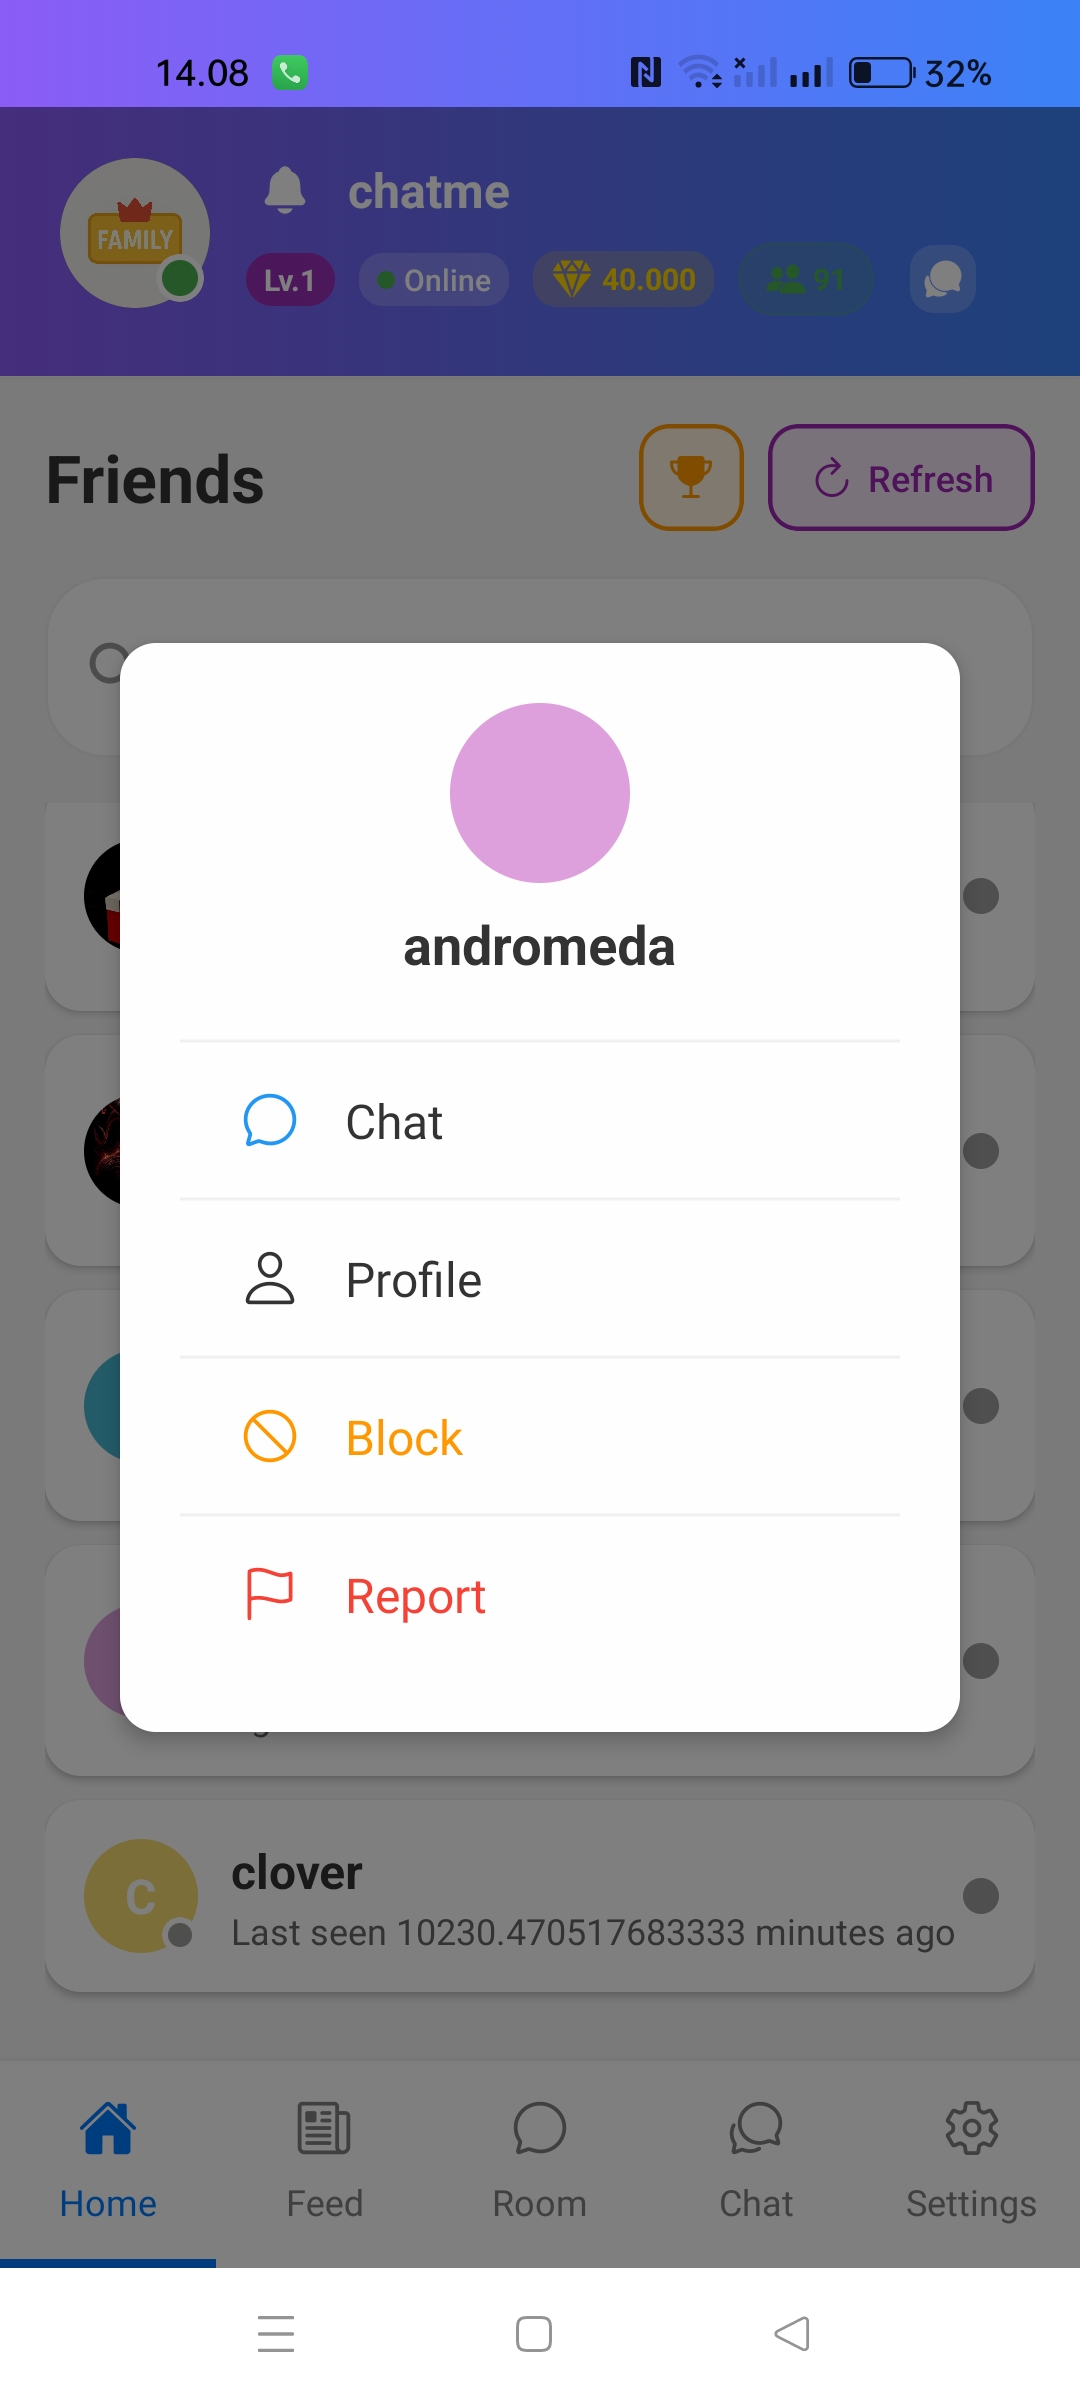 14.08
32%
chatme
FAMILY
Lv.1
Online
40.000
91
Friends
Refresh
andromeda
Chat
Profile
Block
Report
C
clover
Last seen 10230.470517683333 minutes ago
Home
Feed
Room
Chat
Settings